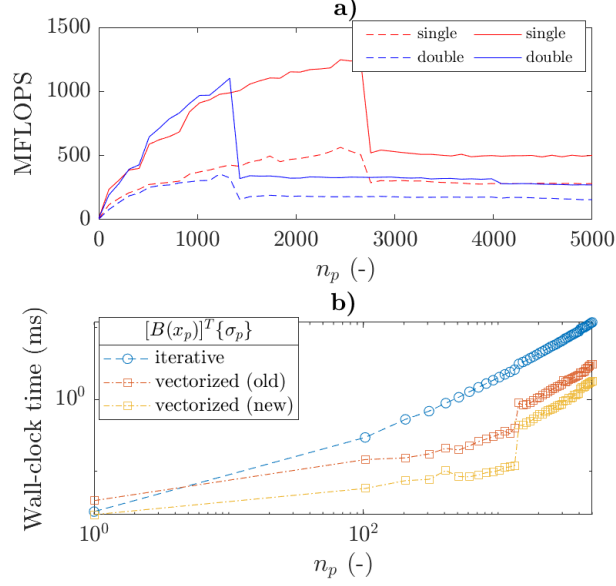 a)
1500
1000
500
0
MFLOPS
single single
double double
0 1000 2000 3000 4000 5000
n_p (-)
b)
[B(x_p)]^T{σ_p}
iterative
vectorized (old)
vectorized (new)
10^0
Wall-clock time (ms)
10^0 10^2
n_p (-)